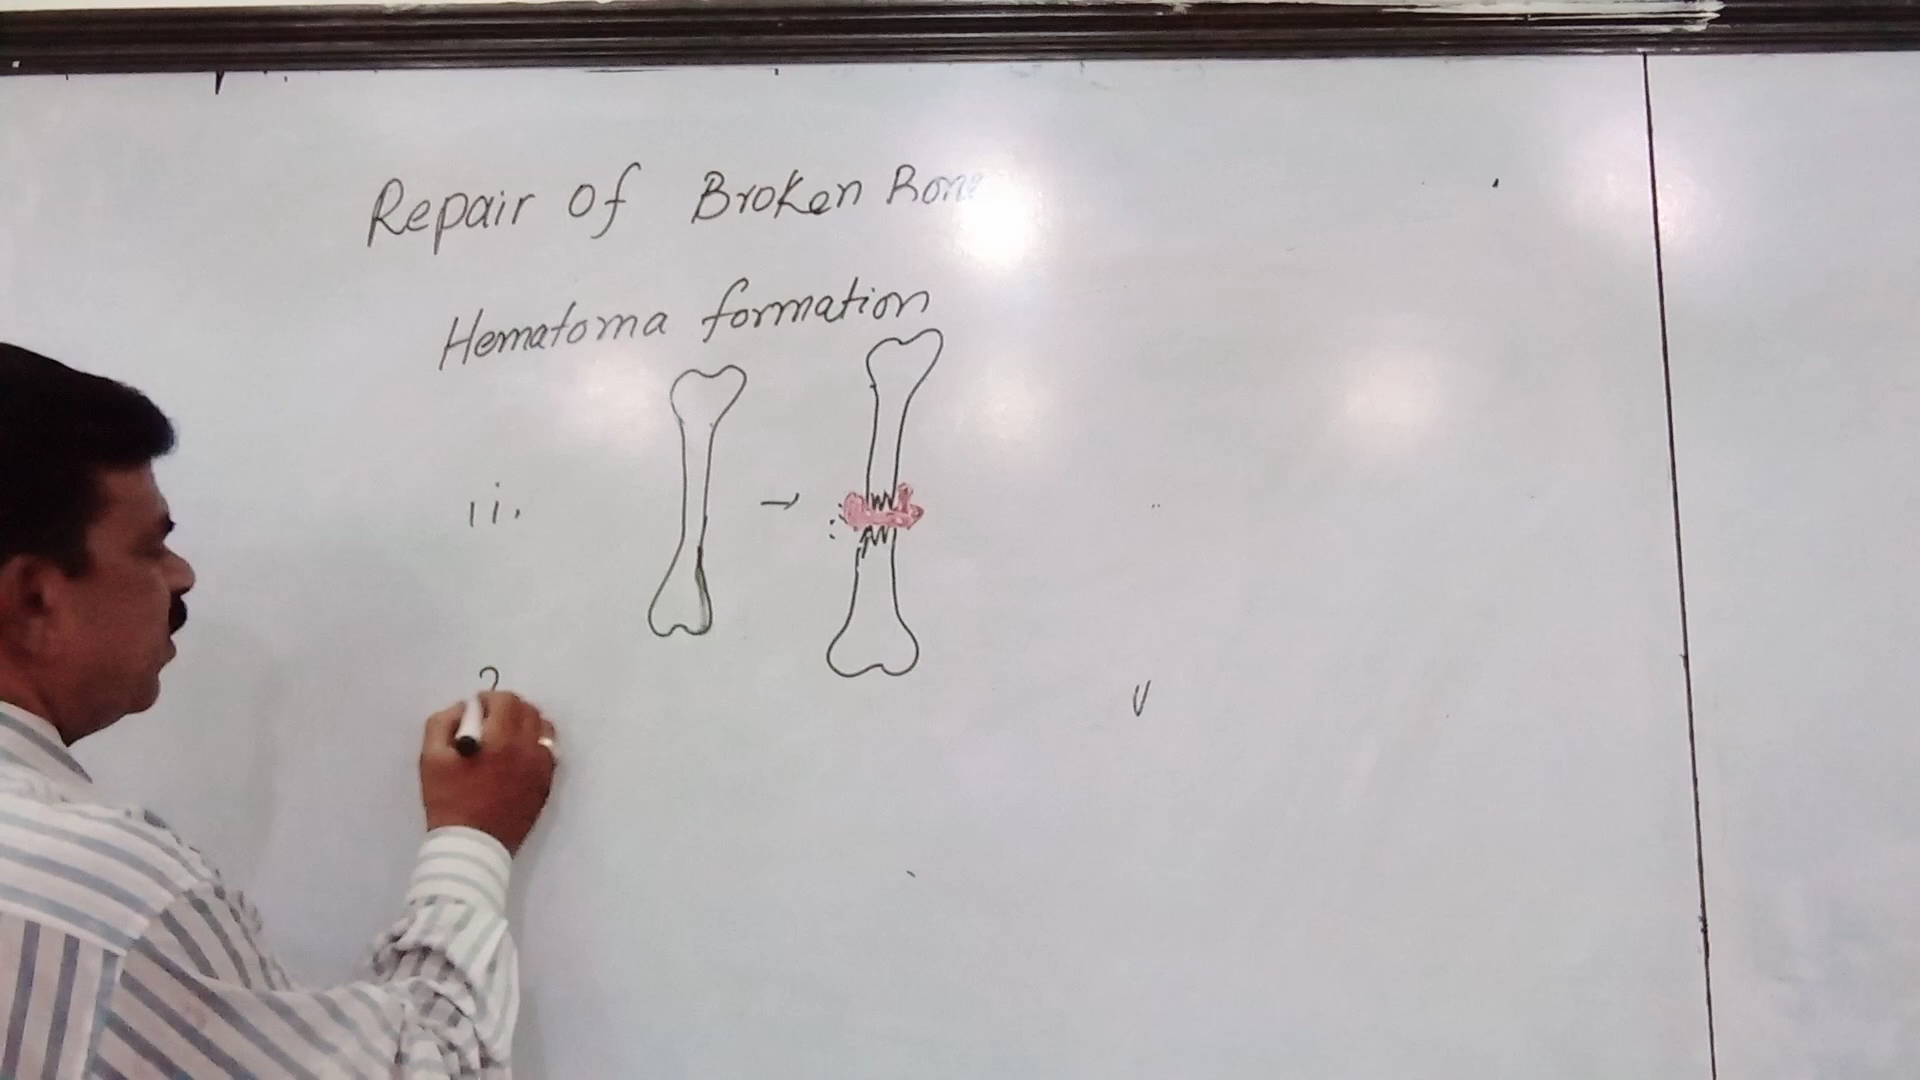 Repair of Broken Bone
Hematoma formation
ii.